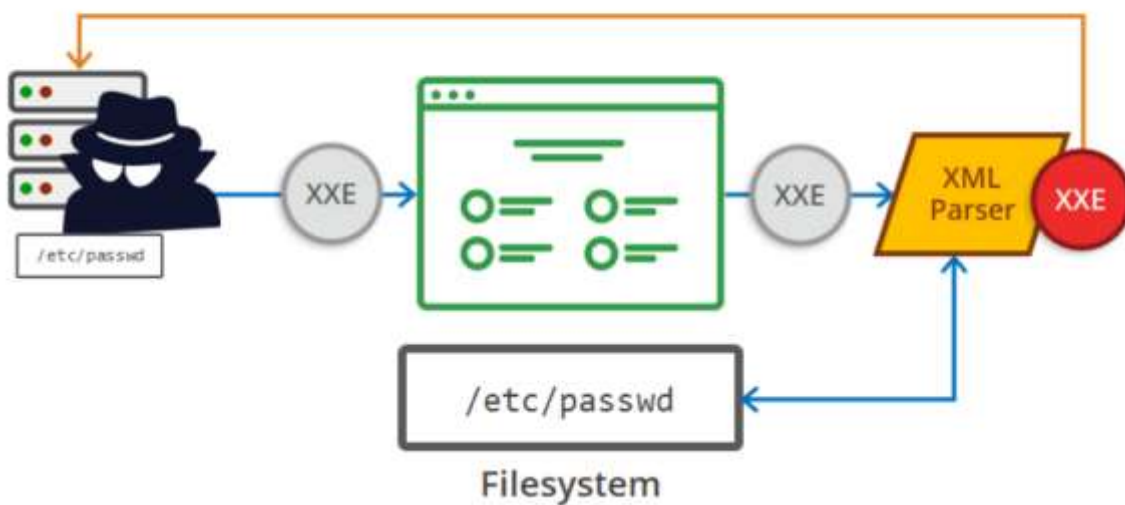 XXE
XXE
XML
Parser
XXE
/etc/passwd
/etc/passwd
Filesystem